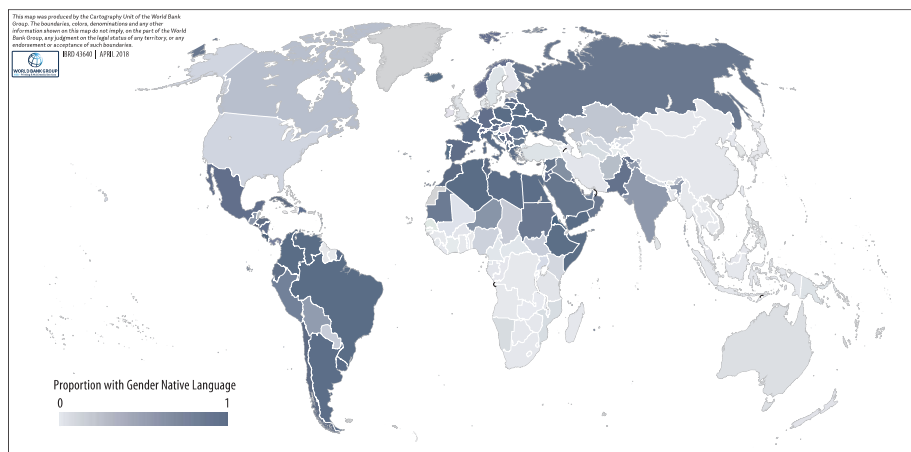 This map was produced by the Cartography Unit of the World Bank
Group. The boundaries, colors, denominations and any other
information shown on this map do not imply, on the part of the World
Bank Group, any judgment on the legal status of any territory, or any
endorsement or acceptance of such boundaries.
IBRD 43640 | APRIL 2018
WORLD BANK GROUP
Proportion with Gender Native Language
0 1